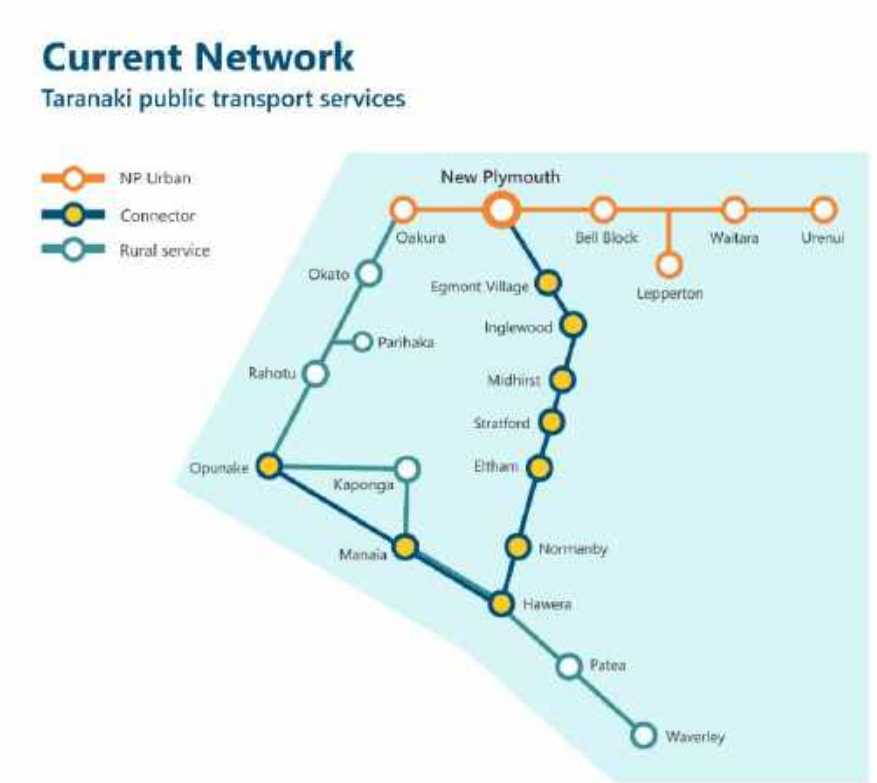 Current Network
Taranaki public transport services
NP Urban
Connector
Rural service
New Plymouth
Oakura
Bell Block
Waitara
Urenui
Lepperton
Okato
Egmont Village
Inglewood
Parihaka
Rahotu
Midhirst
Stratford
Eltham
Opunake
Kaponga
Manaia
Normanby
Hawera
Patea
Waverley